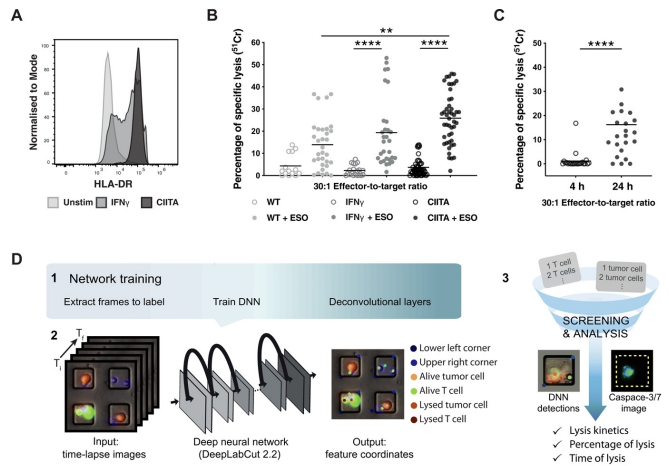 A
Normalised to Mode
100
80
60
40
20
0
0
10³
10⁴
10⁵
10⁶
HLA-DR
Unstim
IFNγ
CIITA
B
Percentage of specific lysis (⁵¹Cr)
60
50
40
30
20
10
0
**
****
****
30:1 Effector-to-target ratio
WT
IFNγ
CIITA
WT + ESO
IFNγ + ESO
CIITA + ESO
C
Percentage of specific lysis (⁵¹Cr)
50
40
30
20
10
0
****
4 h
24 h
30:1 Effector-to-target ratio
D
1 Network training
Extract frames to label
Train DNN
Deconvolutional layers
2
Input:
time-lapse images
Deep neural network
(DeepLabCut 2.2)
Output:
feature coordinates
Lower left corner
Upper right corner
Alive tumor cell
Alive T cell
Lysed tumor cell
Lysed T cell
3
1 T cell
2 T cells
⋮
1 tumor cell
2 tumor cells
⋮
SCREENING
& ANALYSIS
DNN
detections
Caspace-3/7
image
✓ Lysis kinetics
✓ Percentage of lysis
✓ Time of lysis